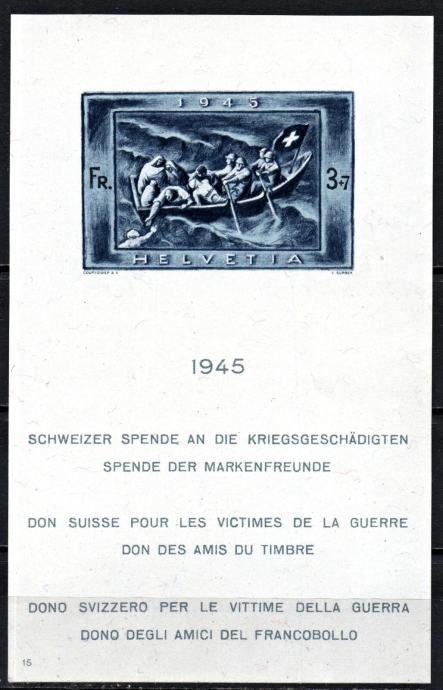 1945
FR. 3+7
HELVETIA
COURVOISIER S.A.
1945
SCHWEIZER SPENDE AN DIE KRIEGSGESCHÄDIGTEN
SPENDE DER MARKENFREUNDE
DON SUISSE POUR LES VICTIMES DE LA GUERRE
DON DES AMIS DU TIMBRE
DONO SVIZZERO PER LE VITTIME DELLA GUERRA
DONO DEGLI AMICI DEL FRANCOBOLLO
15